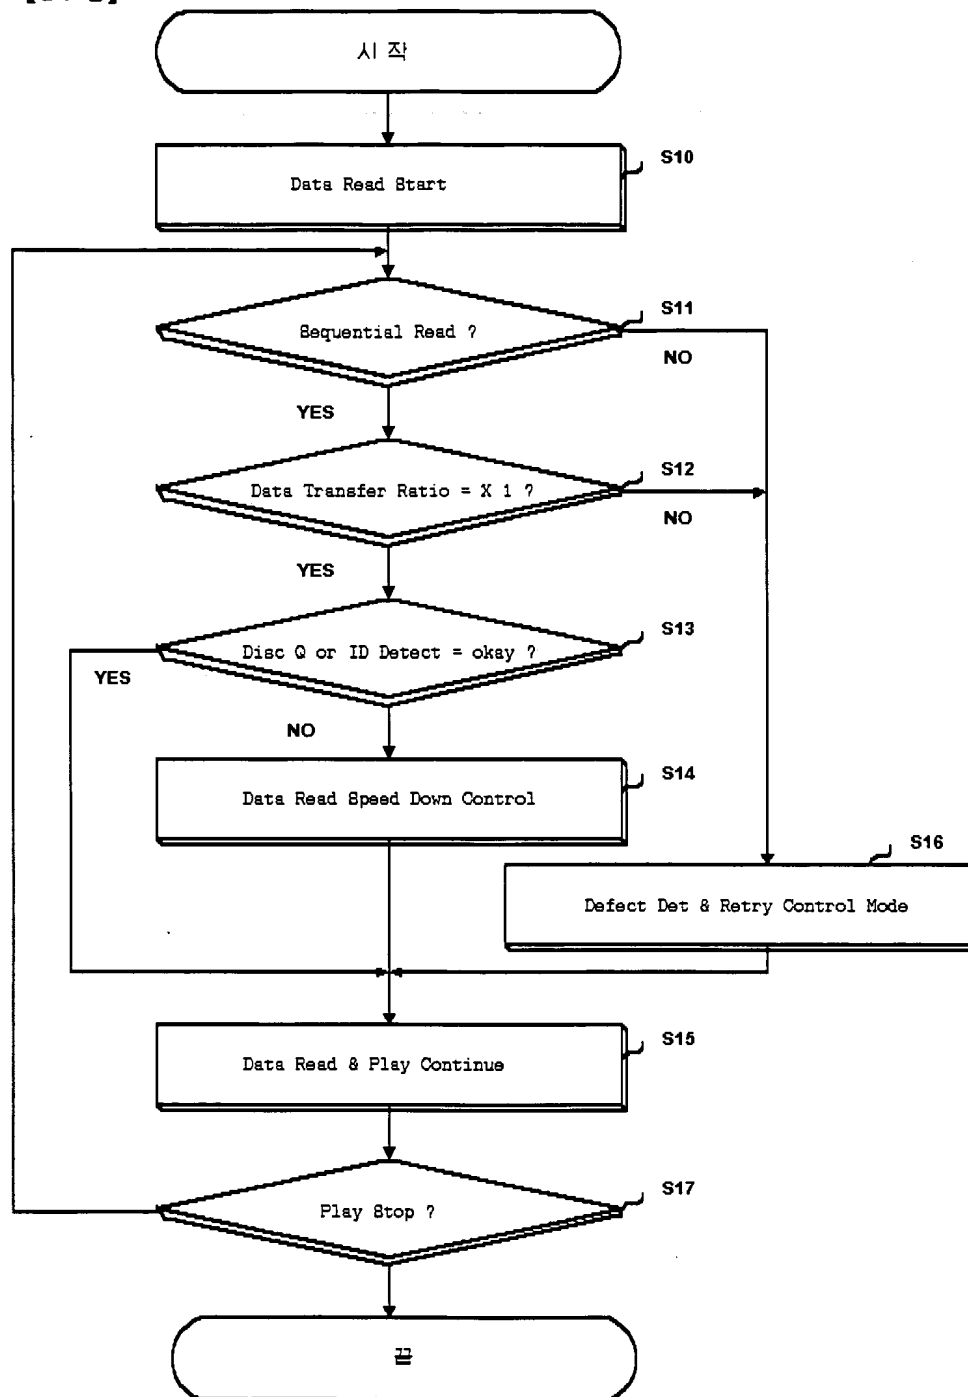 시 작
S10
Data Read Start
S11
Sequential Read ?
NO
YES
S12
Data Transfer Ratio = X 1 ?
NO
YES
S13
Disc Q or ID Detect = okay ?
YES
NO
S14
Data Read Speed Down Control
S16
Defect Det & Retry Control Mode
S15
Data Read & Play Continue
S17
Play Stop ?
끝